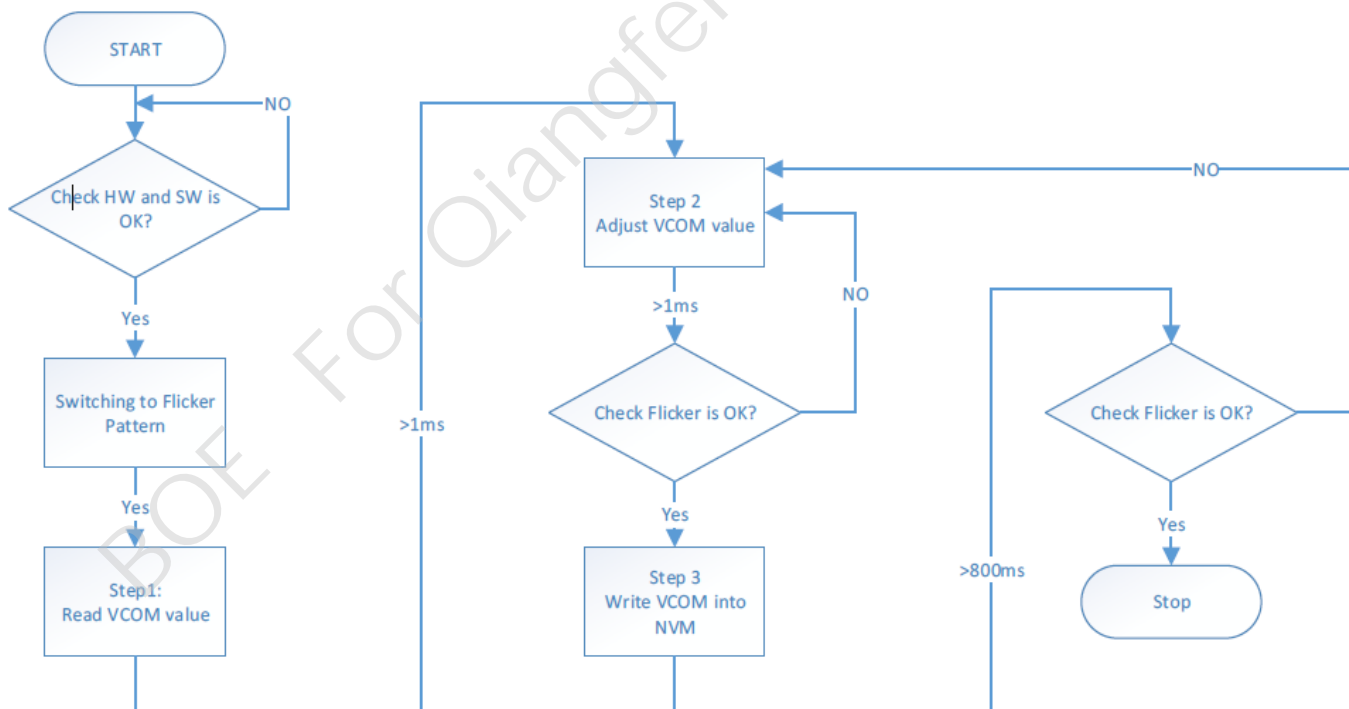 START
NO
Check HW and SW is
OK?
Yes
Switching to Flicker
Pattern
Yes
Step1:
Read VCOM value
>1ms
Step 2
Adjust VCOM value
>1ms
NO
Check Flicker is OK?
Yes
Step 3
Write VCOM into
NVM
>800ms
NO
Check Flicker is OK?
Yes
Stop
BOE For Qiangfe